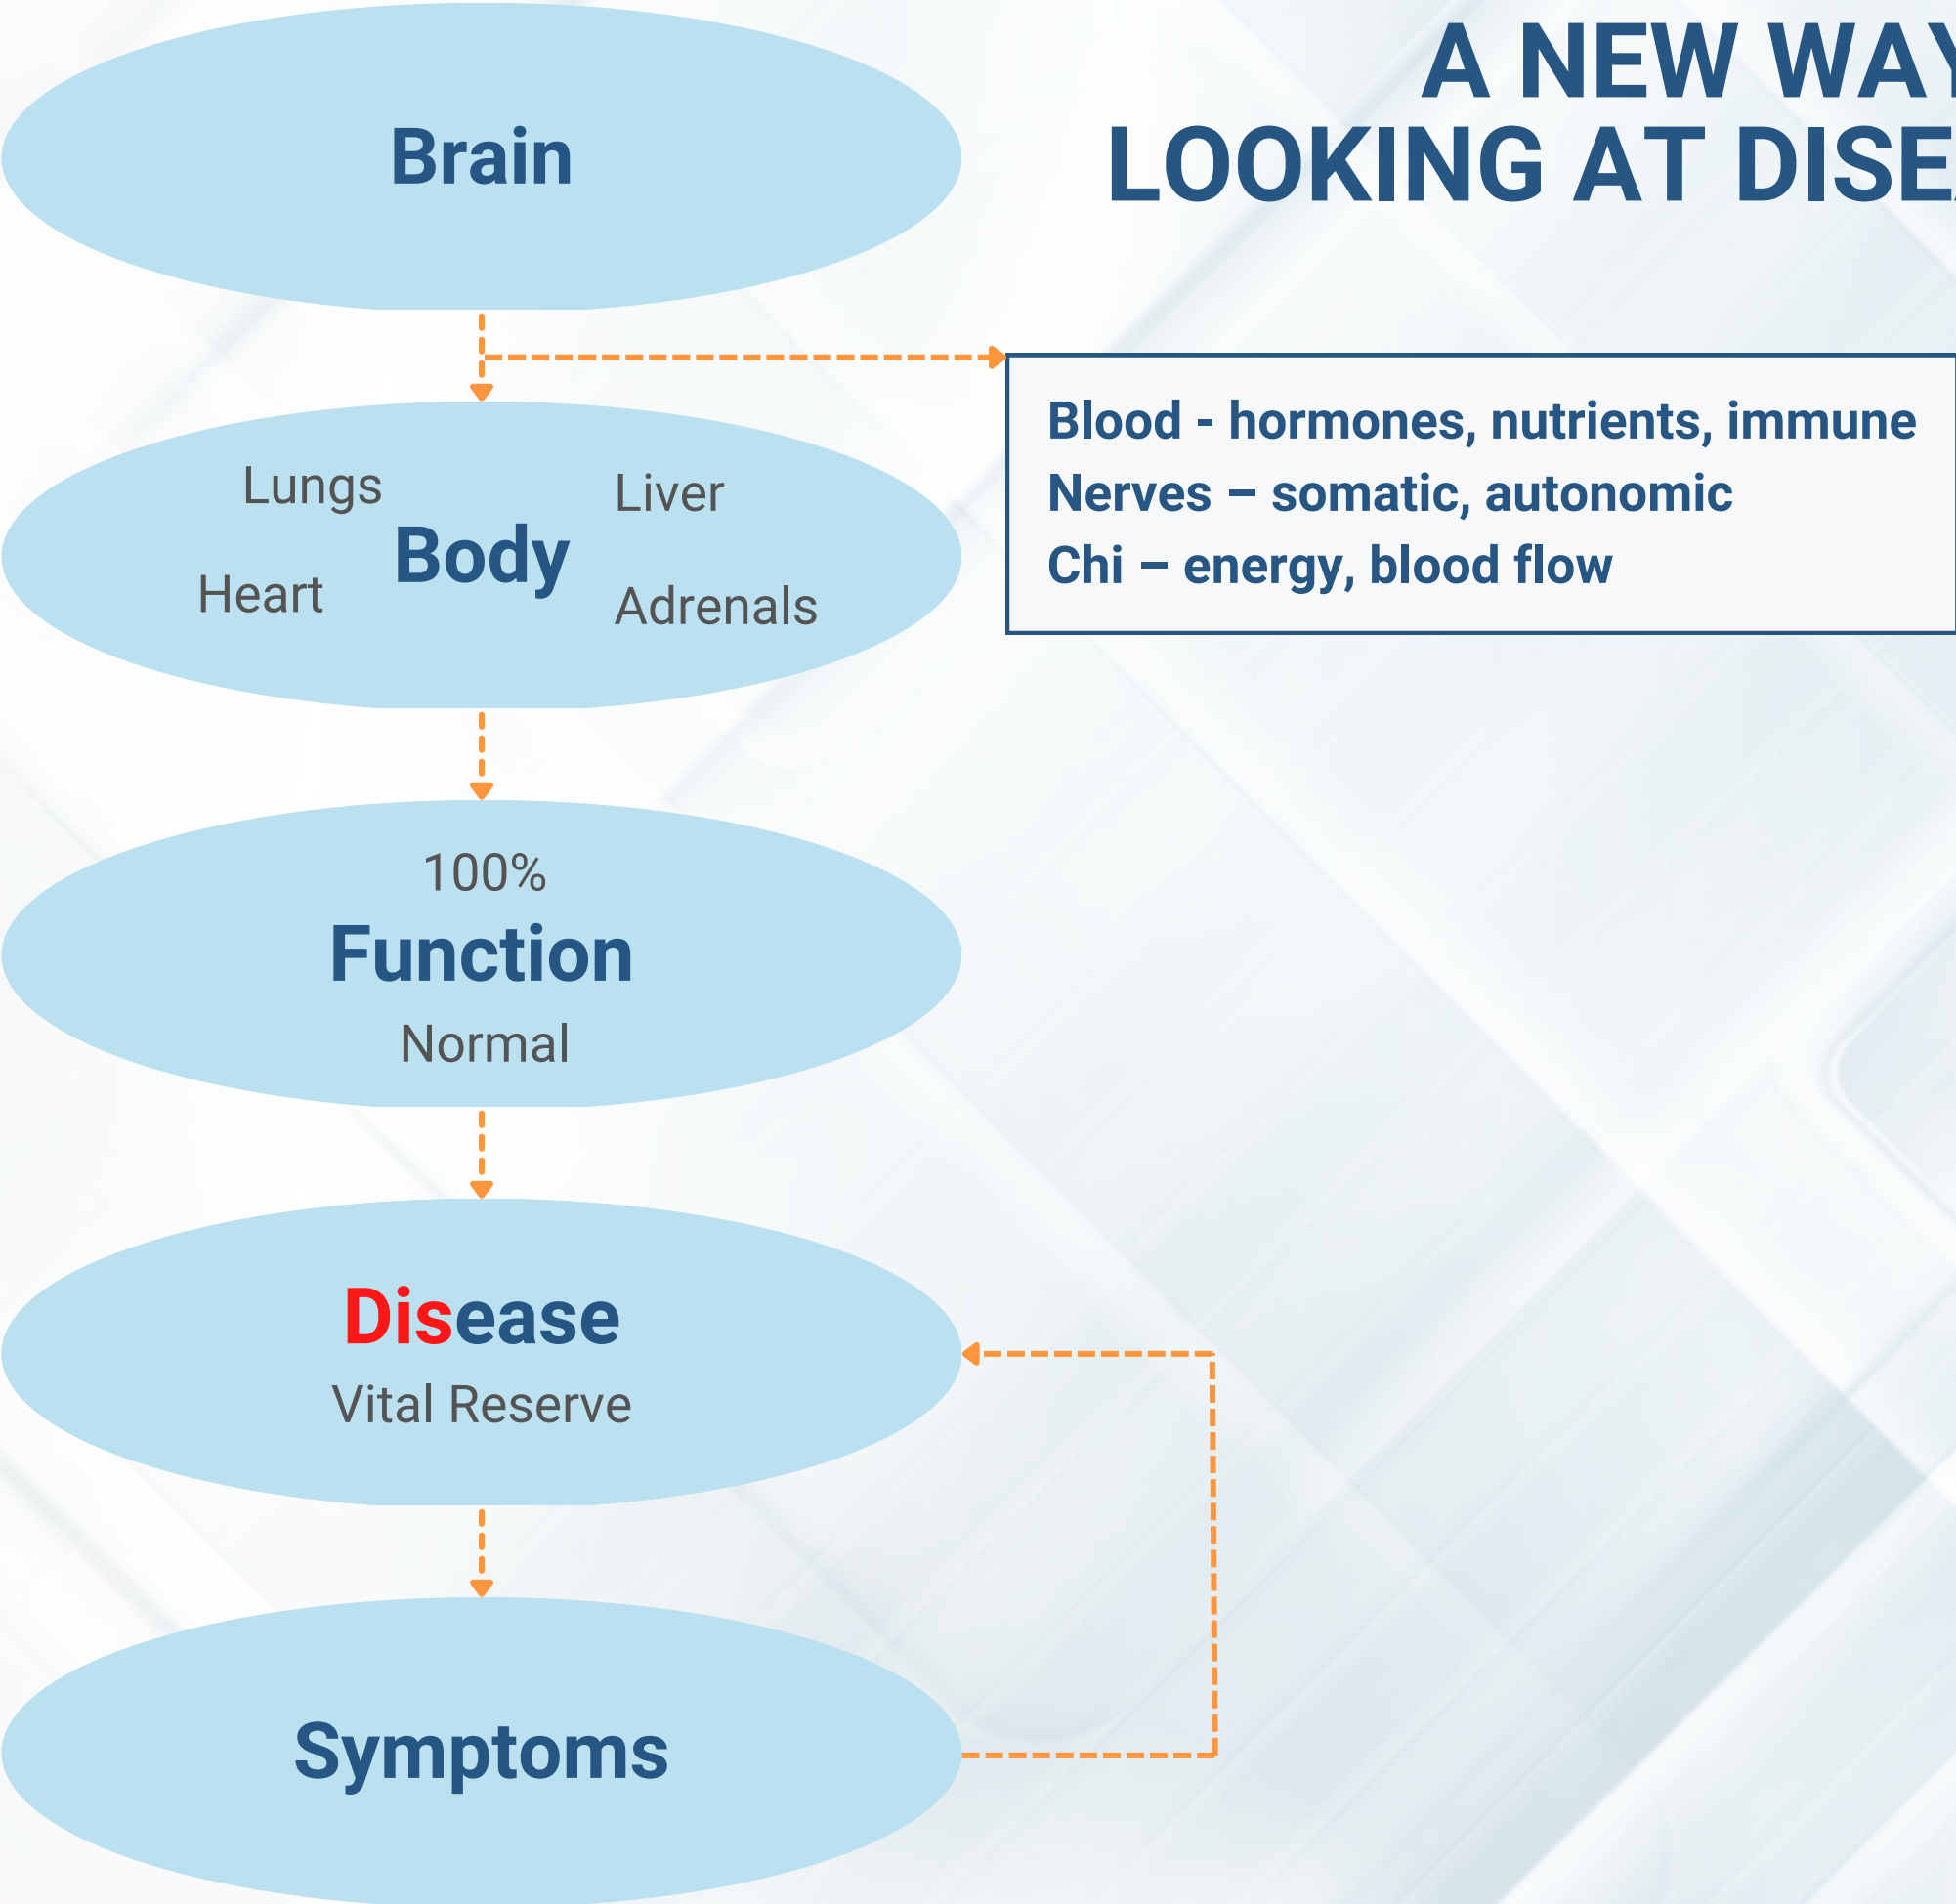 A NEW WAY
LOOKING AT DISEA
Brain
Blood - hormones, nutrients, immune
Nerves – somatic, autonomic
Chi – energy, blood flow
Lungs
Liver
Body
Heart
Adrenals
100%
Function
Normal
Disease
Vital Reserve
Symptoms